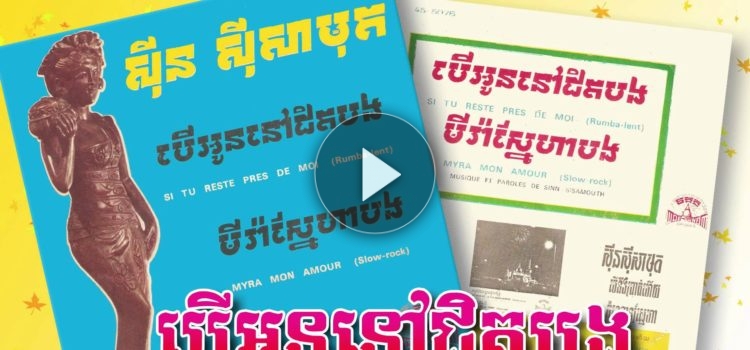 ស៊ីន ស៊ីសាមុត
បើអូននៅជិតបង
SI TU RESTE PRES DE MOI (Rumba-lent)
មីរ៉ាស្នេហាបង
MYRA MON AMOUR (Slow-rock)
បើអូននៅជិតបង
SI TU RESTE PRES DE MOI (Rumba-lent)
មីរ៉ាស្នេហាបង
MYRA MON AMOUR (Slow rock)
MUSIQUE ET PAROLES DE SINN-SISAMOUTH
ស៊ីនស៊ីសាមុត
បើអូននៅជិតបង